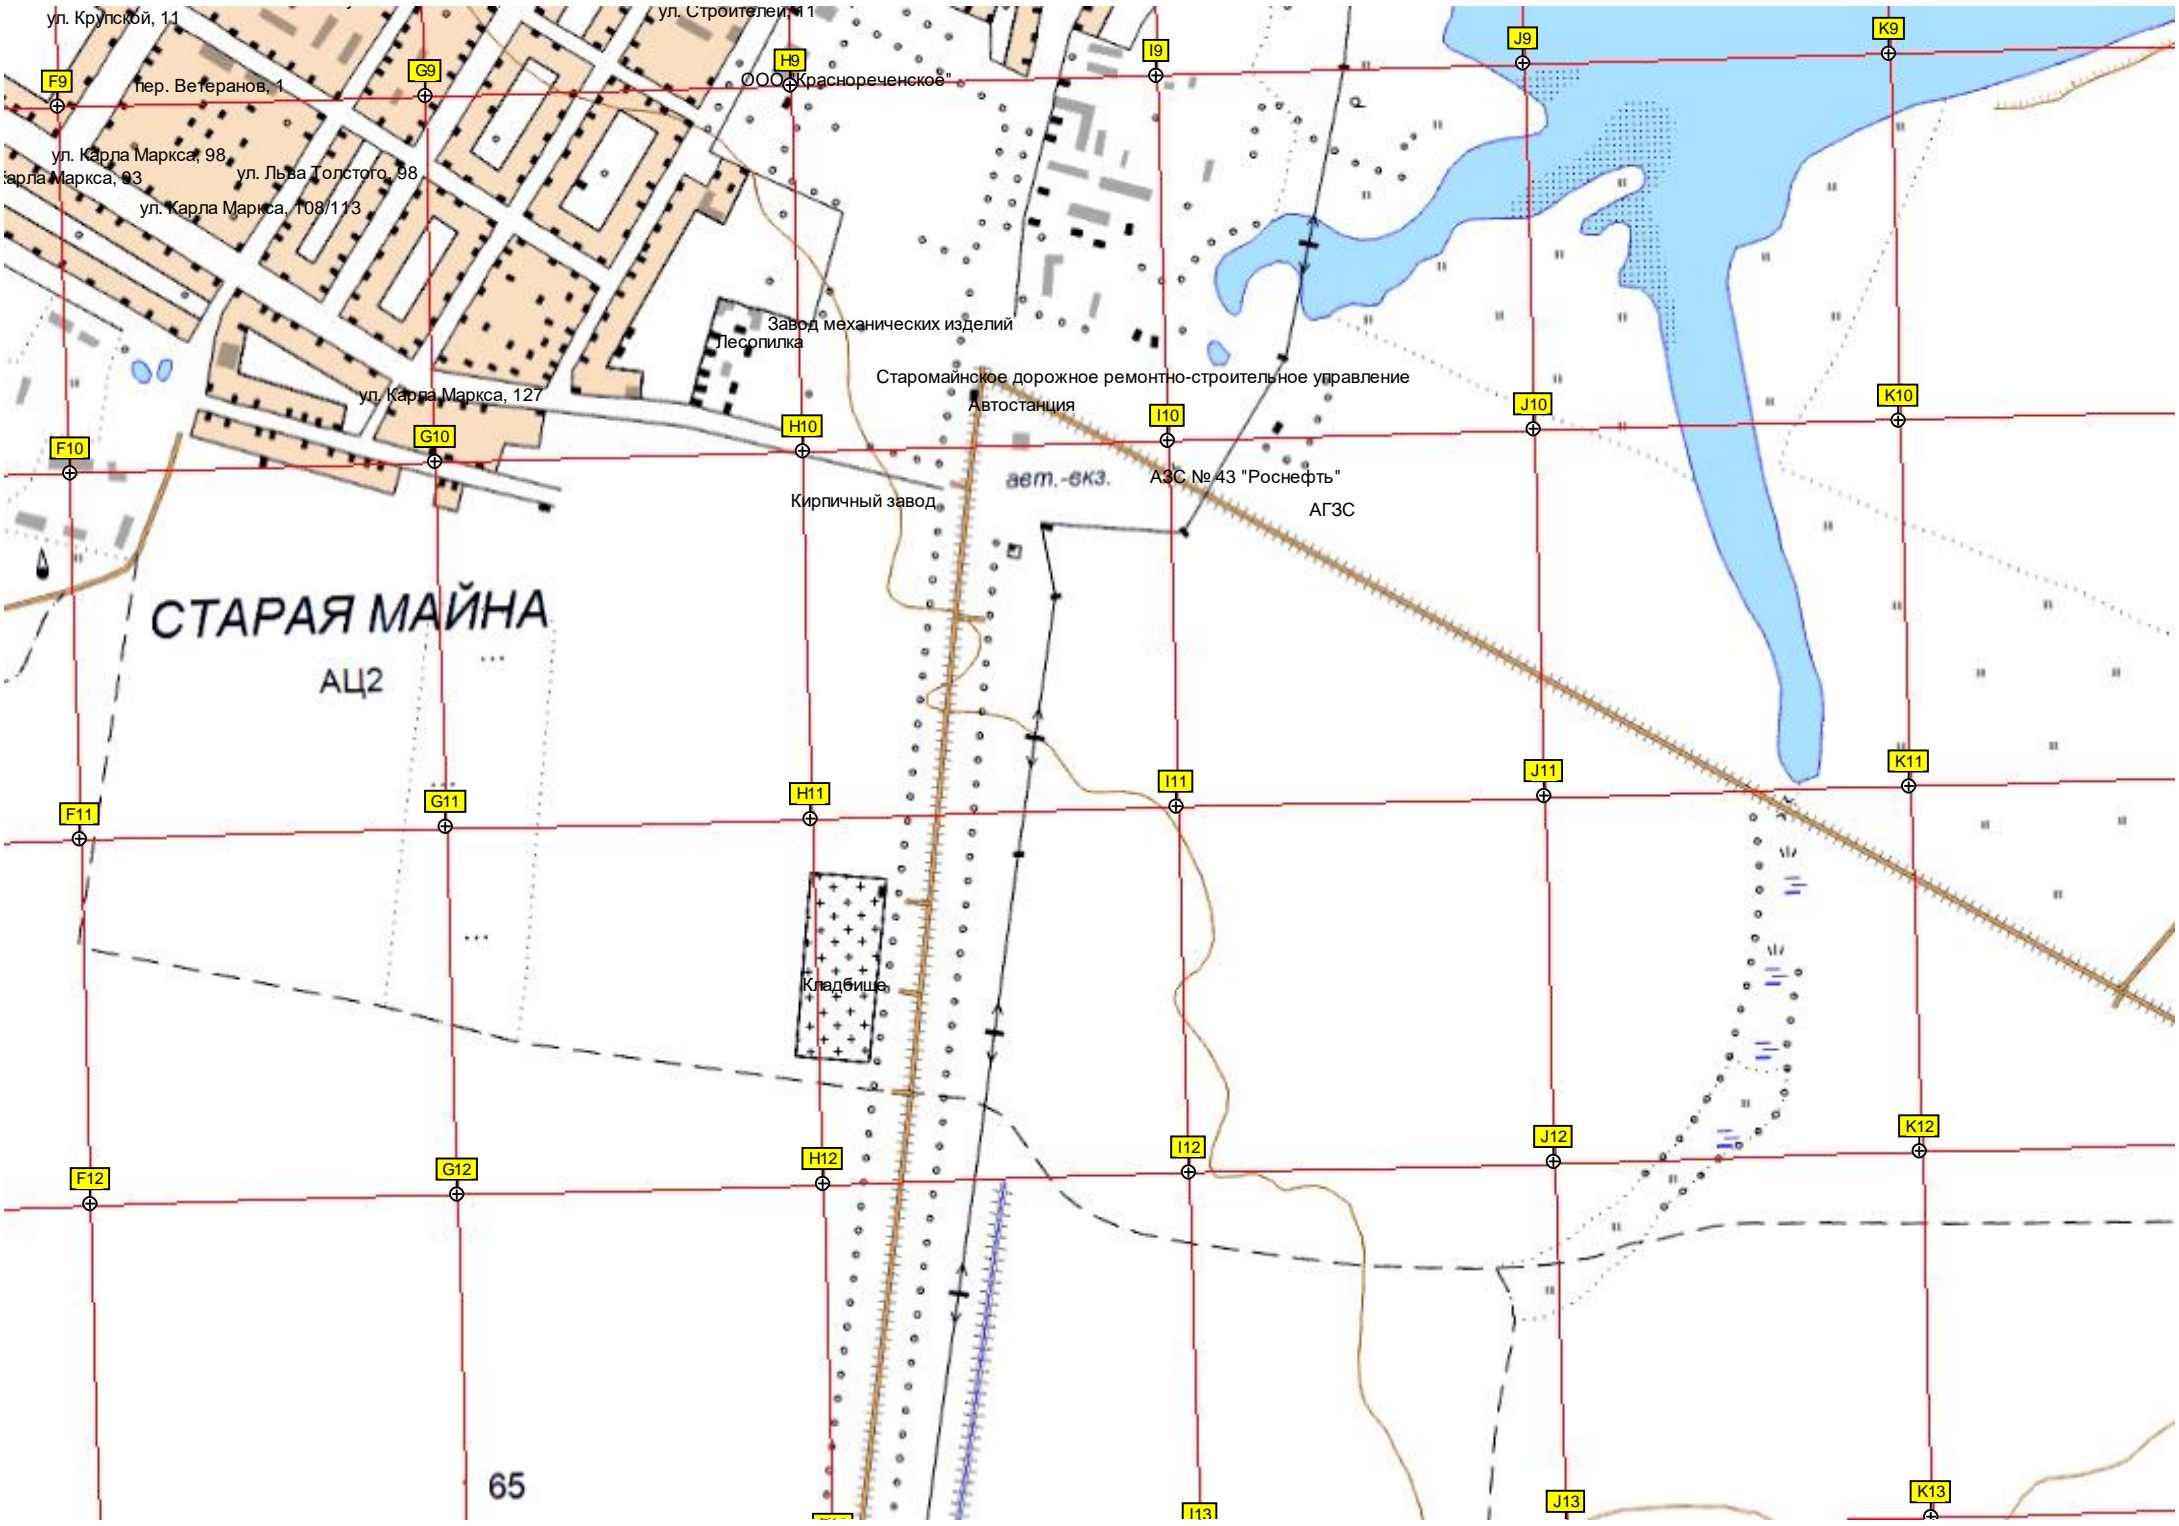 ул. Крупской, 11
ул. Строителей, 11
K9
J9
I9
H9
G9
F9
ООО "Краснореченское"
пер. Ветеранов, 1
ул. Карла Маркса, 98
ул. Льва Толстого, 98
Карла Маркса, 93
ул. Карла Маркса, 108/113
Завод механических изделий
Лесопилка
Старомайнское дорожное ремонтно-строительное управление
ул. Карла Маркса, 127
Автостанция
K10
J10
I10
H10
G10
F10
авт.-вкз.
АЗС № 43 "Роснефть"
Кирпичный завод
АГЗС
СТАРАЯ МАЙНА
АЦ2
K11
J11
I11
H11
G11
F11
Кладбище
K12
J12
I12
H12
G12
F12
65
K13
J13
I13